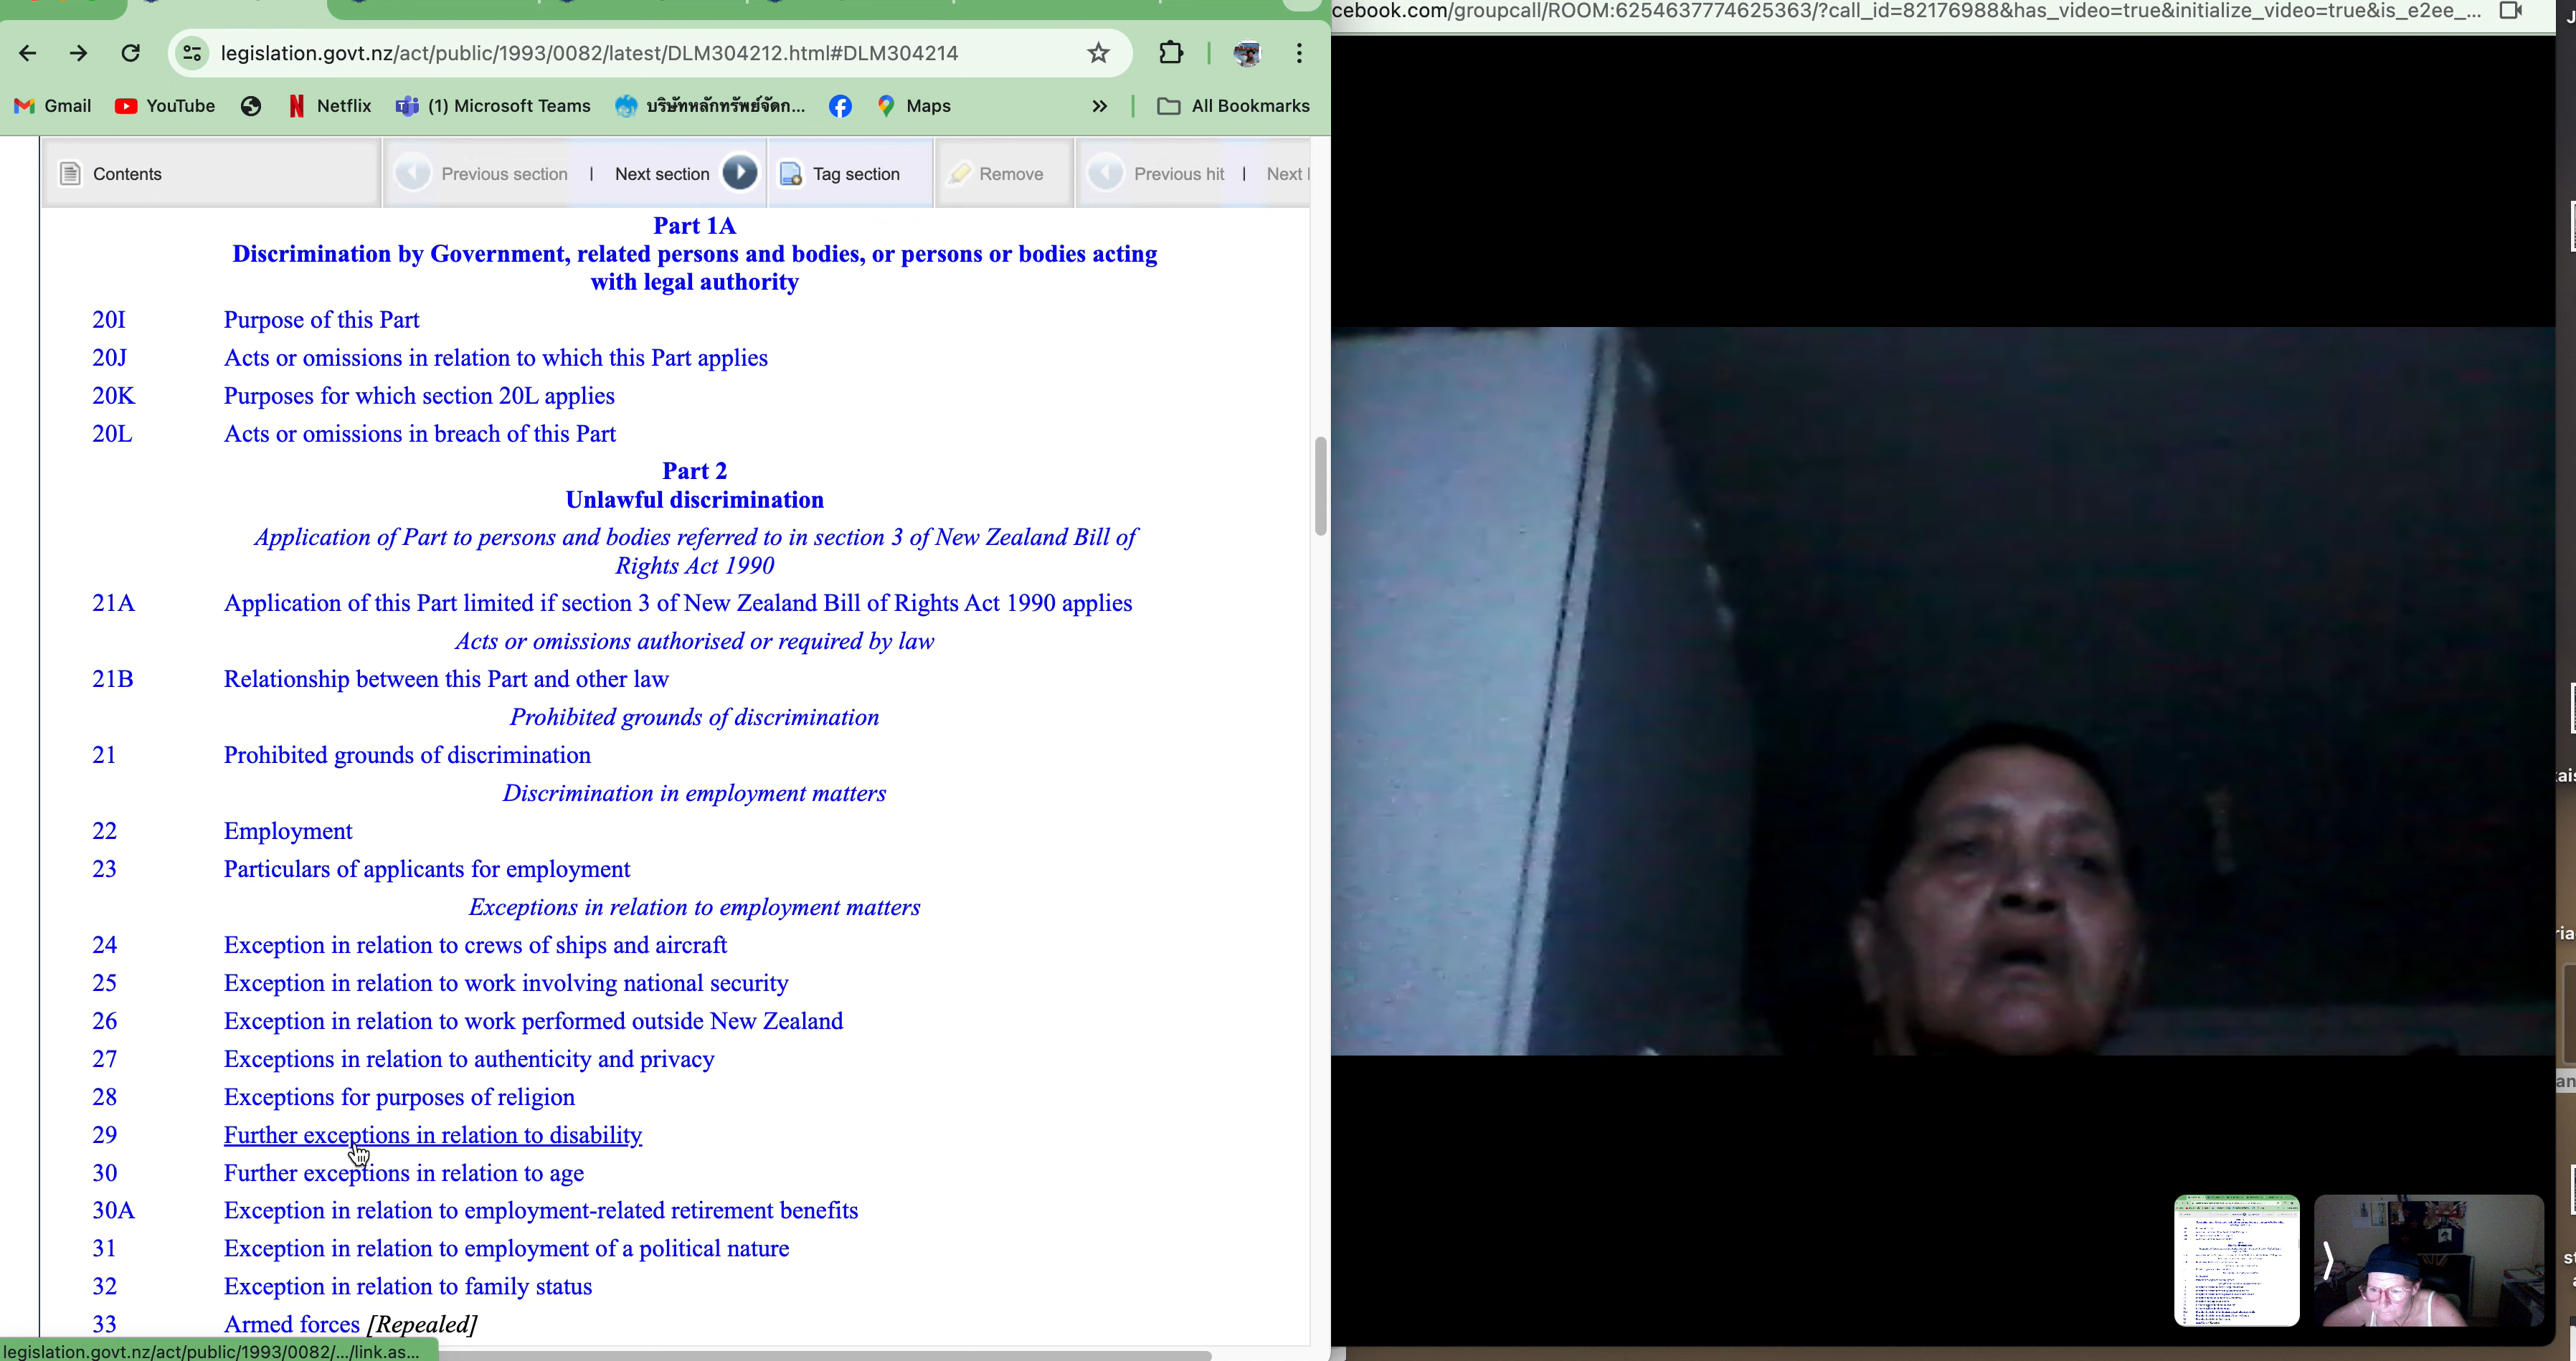 legislation.govt.nz/act/public/1993/0082/latest/DLM304212.html#DLM304214
Gmail YouTube Netflix (1) Microsoft Teams บริษัทหลักทรัพย์จัดก... Maps » All Bookmarks
Contents Previous section | Next section Tag section Remove Previous hit | Next
Part 1A
Discrimination by Government, related persons and bodies, or persons or bodies acting
with legal authority
20I Purpose of this Part
20J Acts or omissions in relation to which this Part applies
20K Purposes for which section 20L applies
20L Acts or omissions in breach of this Part
Part 2
Unlawful discrimination
Application of Part to persons and bodies referred to in section 3 of New Zealand Bill of
Rights Act 1990
21A Application of this Part limited if section 3 of New Zealand Bill of Rights Act 1990 applies
Acts or omissions authorised or required by law
21B Relationship between this Part and other law
Prohibited grounds of discrimination
21 Prohibited grounds of discrimination
Discrimination in employment matters
22 Employment
23 Particulars of applicants for employment
Exceptions in relation to employment matters
24 Exception in relation to crews of ships and aircraft
25 Exception in relation to work involving national security
26 Exception in relation to work performed outside New Zealand
27 Exceptions in relation to authenticity and privacy
28 Exceptions for purposes of religion
29 Further exceptions in relation to disability
30 Further exceptions in relation to age
30A Exception in relation to employment-related retirement benefits
31 Exception in relation to employment of a political nature
32 Exception in relation to family status
33 Armed forces [Repealed]
legislation.govt.nz/act/public/1993/0082/.../link.as...
cebook.com/groupcall/ROOM:6254637774625363/?call_id=82176988&has_video=true&initialize_video=true&is_e2ee_...